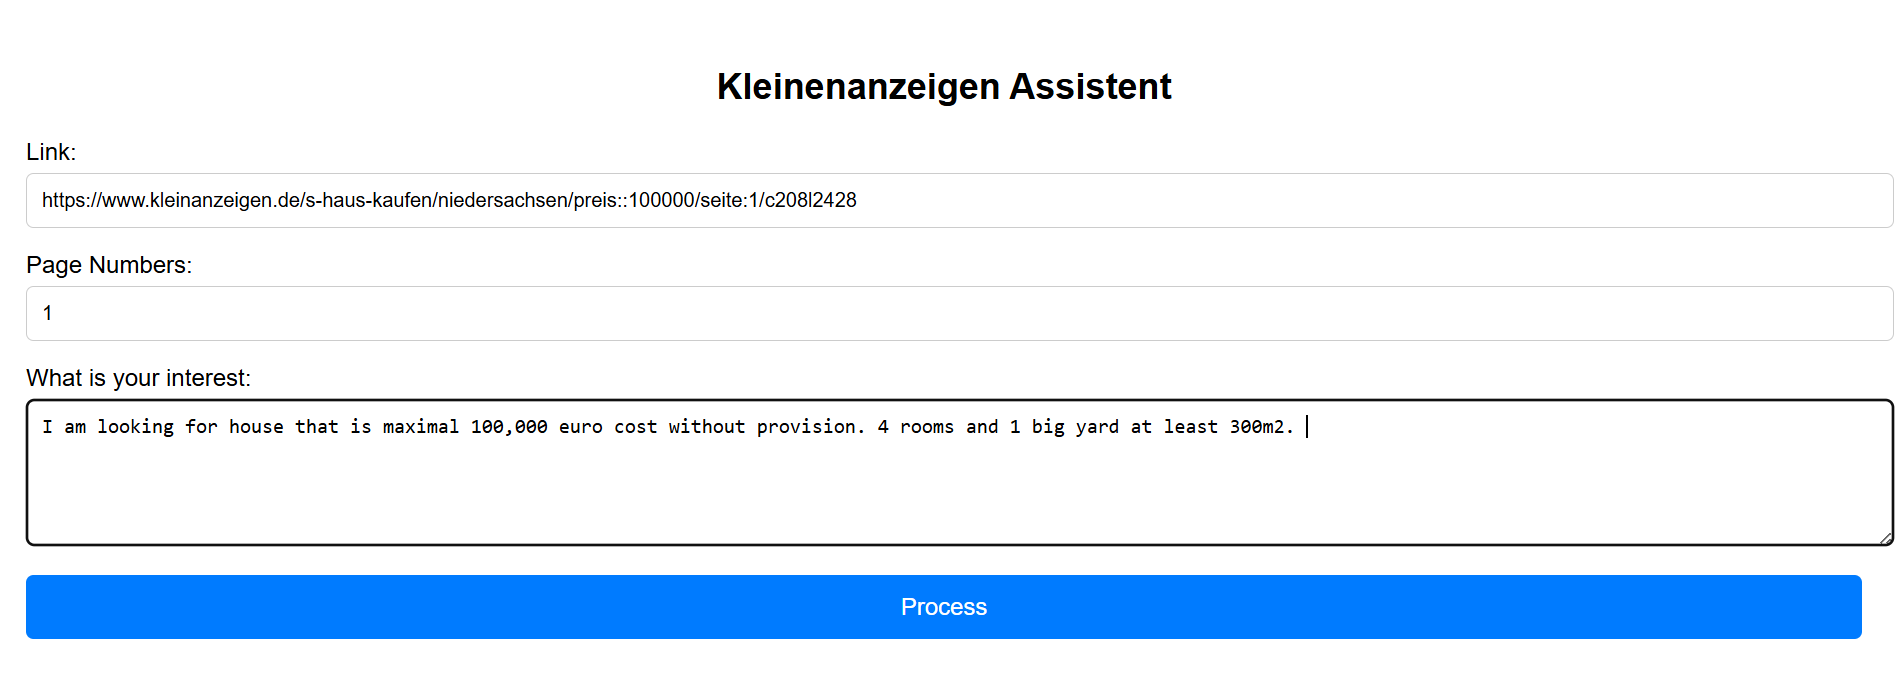 Kleinenanzeigen Assistent
Link:
https://www.kleinanzeigen.de/s-haus-kaufen/niedersachsen/preis::100000/seite:1/c208l2428
Page Numbers:
1
What is your interest:
I am looking for house that is maximal 100,000 euro cost without provision. 4 rooms and 1 big yard at least 300m2.
Process